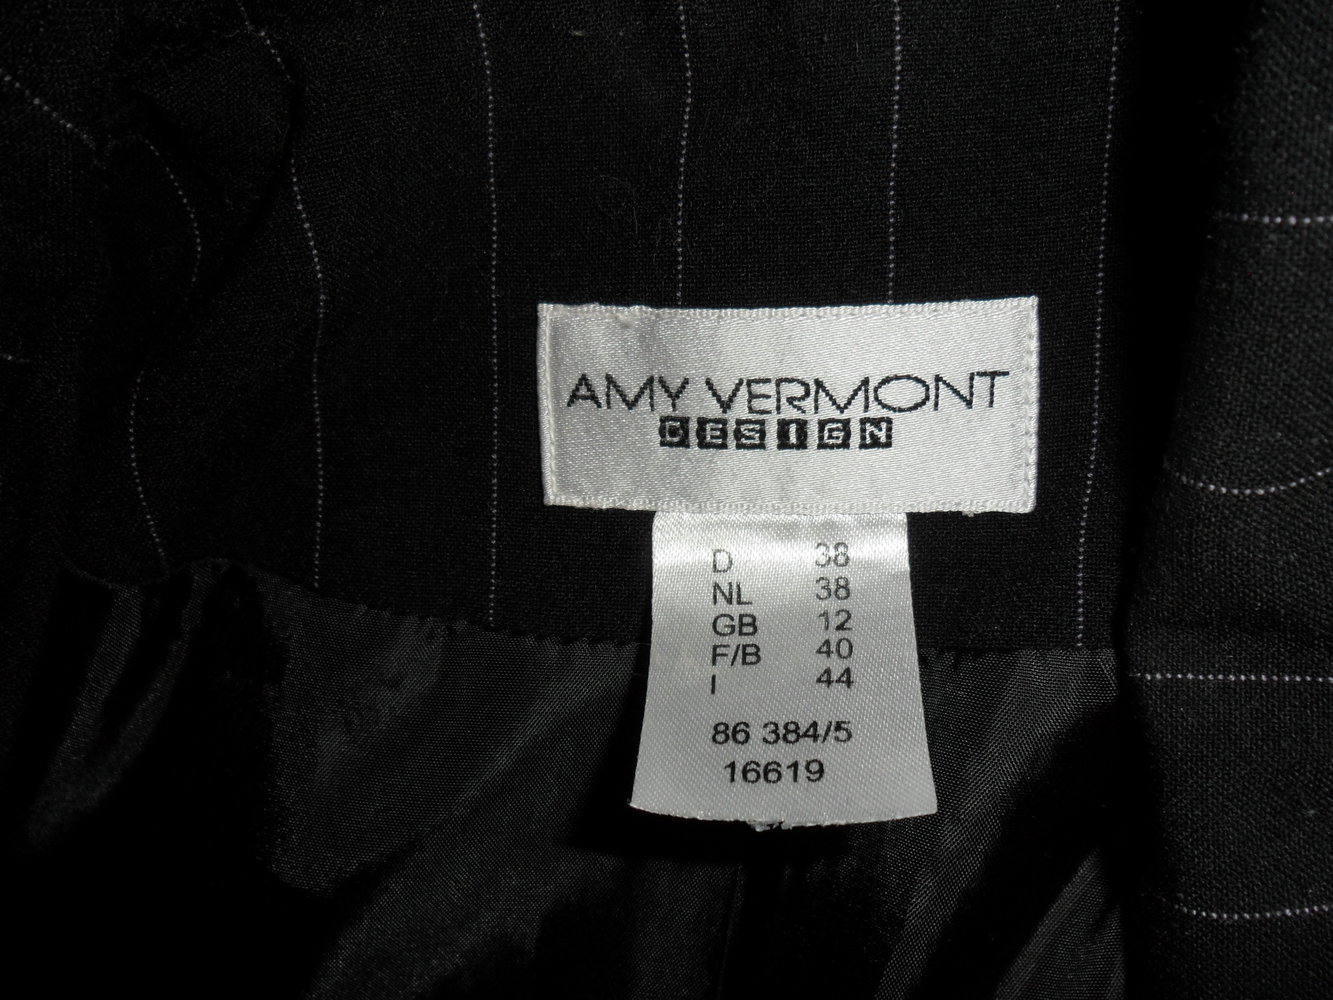 AMY VERMONT
DESIGN
D 38
NL 38
GB 12
F/B 40
I 44
86 384/5
16619